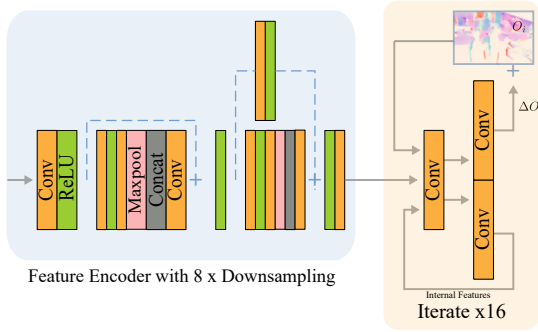 Conv
ReLU
Maxpool
Concat
Conv
Feature Encoder with 8 x Downsampling
O_i
+
+
+
ΔO
Conv
Conv
Conv
Internal Features
Iterate x16